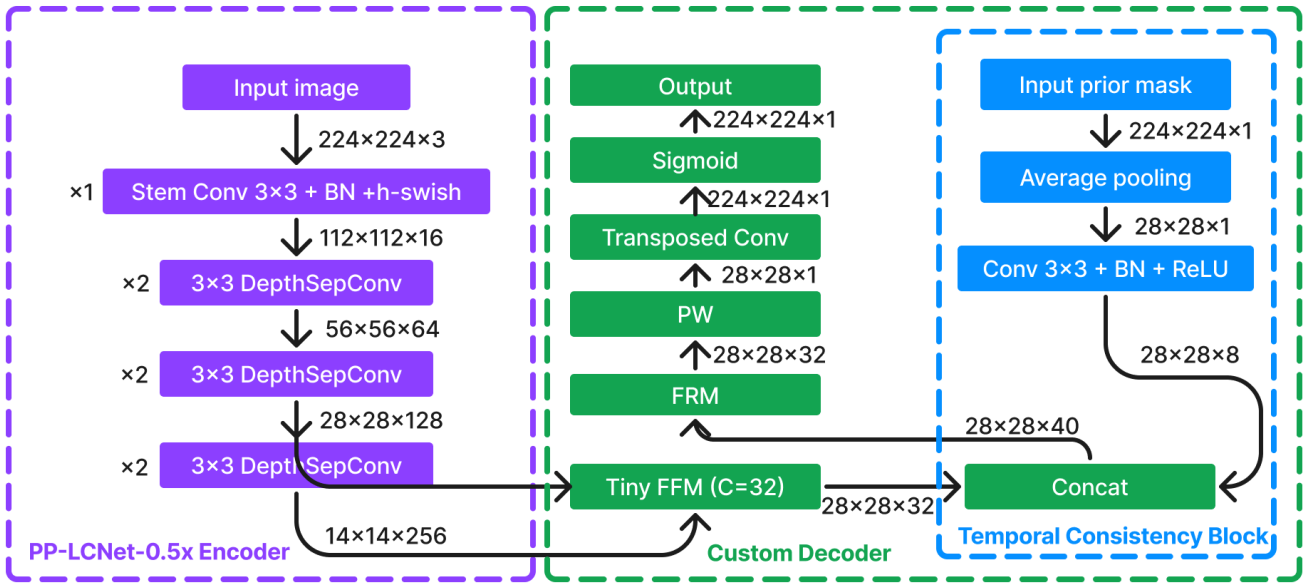 Input image
224×224×3
×1
Stem Conv 3×3 + BN +h-swish
112×112×16
×2
3×3 DepthSepConv
56×56×64
×2
3×3 DepthSepConv
28×28×128
×2
3×3 DepthSepConv
14×14×256
PP-LCNet-0.5x Encoder
Output
224×224×1
Sigmoid
224×224×1
Transposed Conv
28×28×1
PW
28×28×32
FRM
Tiny FFM (C=32)
28×28×32
Custom Decoder
Input prior mask
224×224×1
Average pooling
28×28×1
Conv 3×3 + BN + ReLU
28×28×8
28×28×40
Concat
Temporal Consistency Block